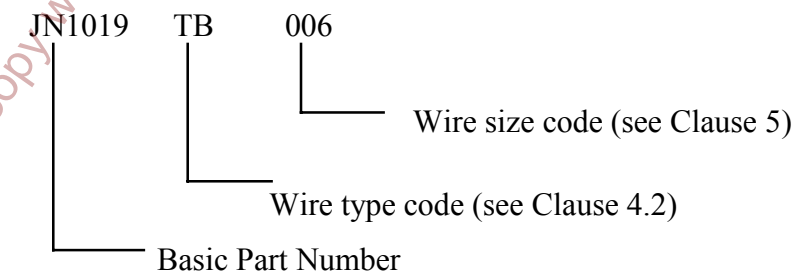 JN1019 TB 006
Wire size code (see Clause 5)
Wire type code (see Clause 4.2)
Basic Part Number